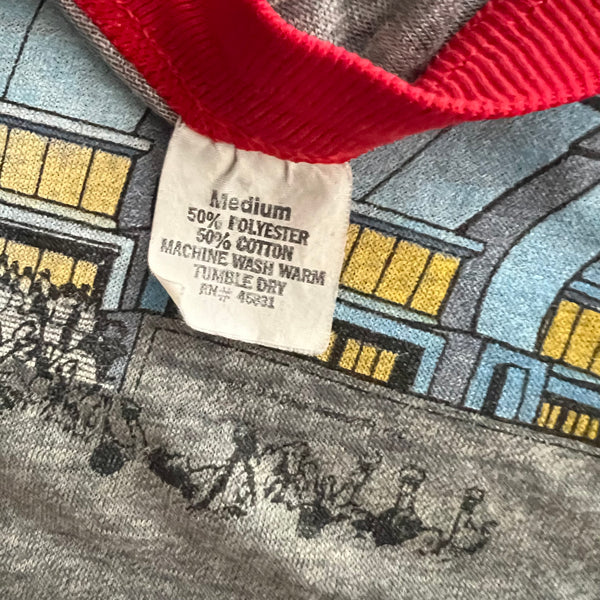 Medium
50% POLYESTER
50% COTTON
MACHINE WASH WARM
TUMBLE DRY
RN# 46831